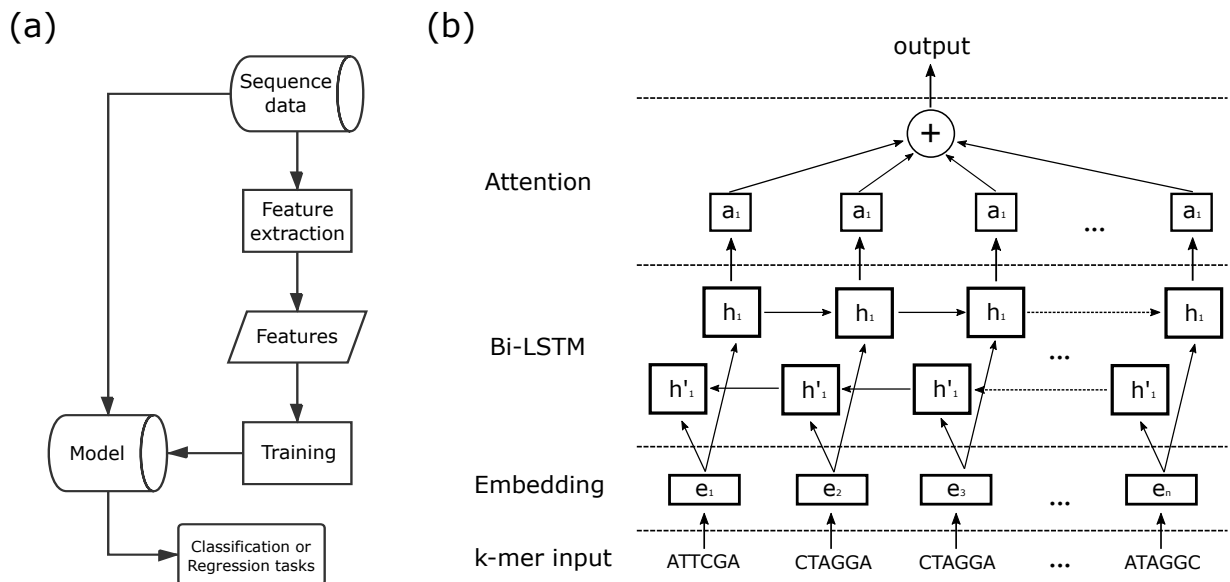 (a)
Sequence
data
Feature
extraction
Features
Training
Model
Classification or
Regression tasks
(b)
output
+
Attention
a₁ a₁ a₁ ... a₁
h₁ h₁ h₁ h₁
Bi-LSTM
...
h'₁ h'₁ h'₁ h'₁
Embedding
e₁ e₂ e₃ ... eₙ
k-mer input
ATTCGA CTAGGA CTAGGA ... ATAGGC